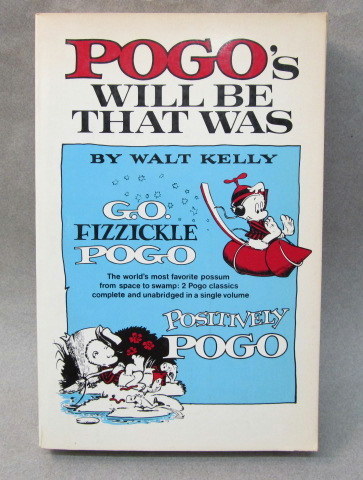 POGO's
WILL BE
THAT WAS
BY WALT KELLY
G.O.
FIZZICKLE
POGO
The world's most favorite possum
from space to swamp: 2 Pogo classics
complete and unabridged in a single volume
POSITIVELY
POGO